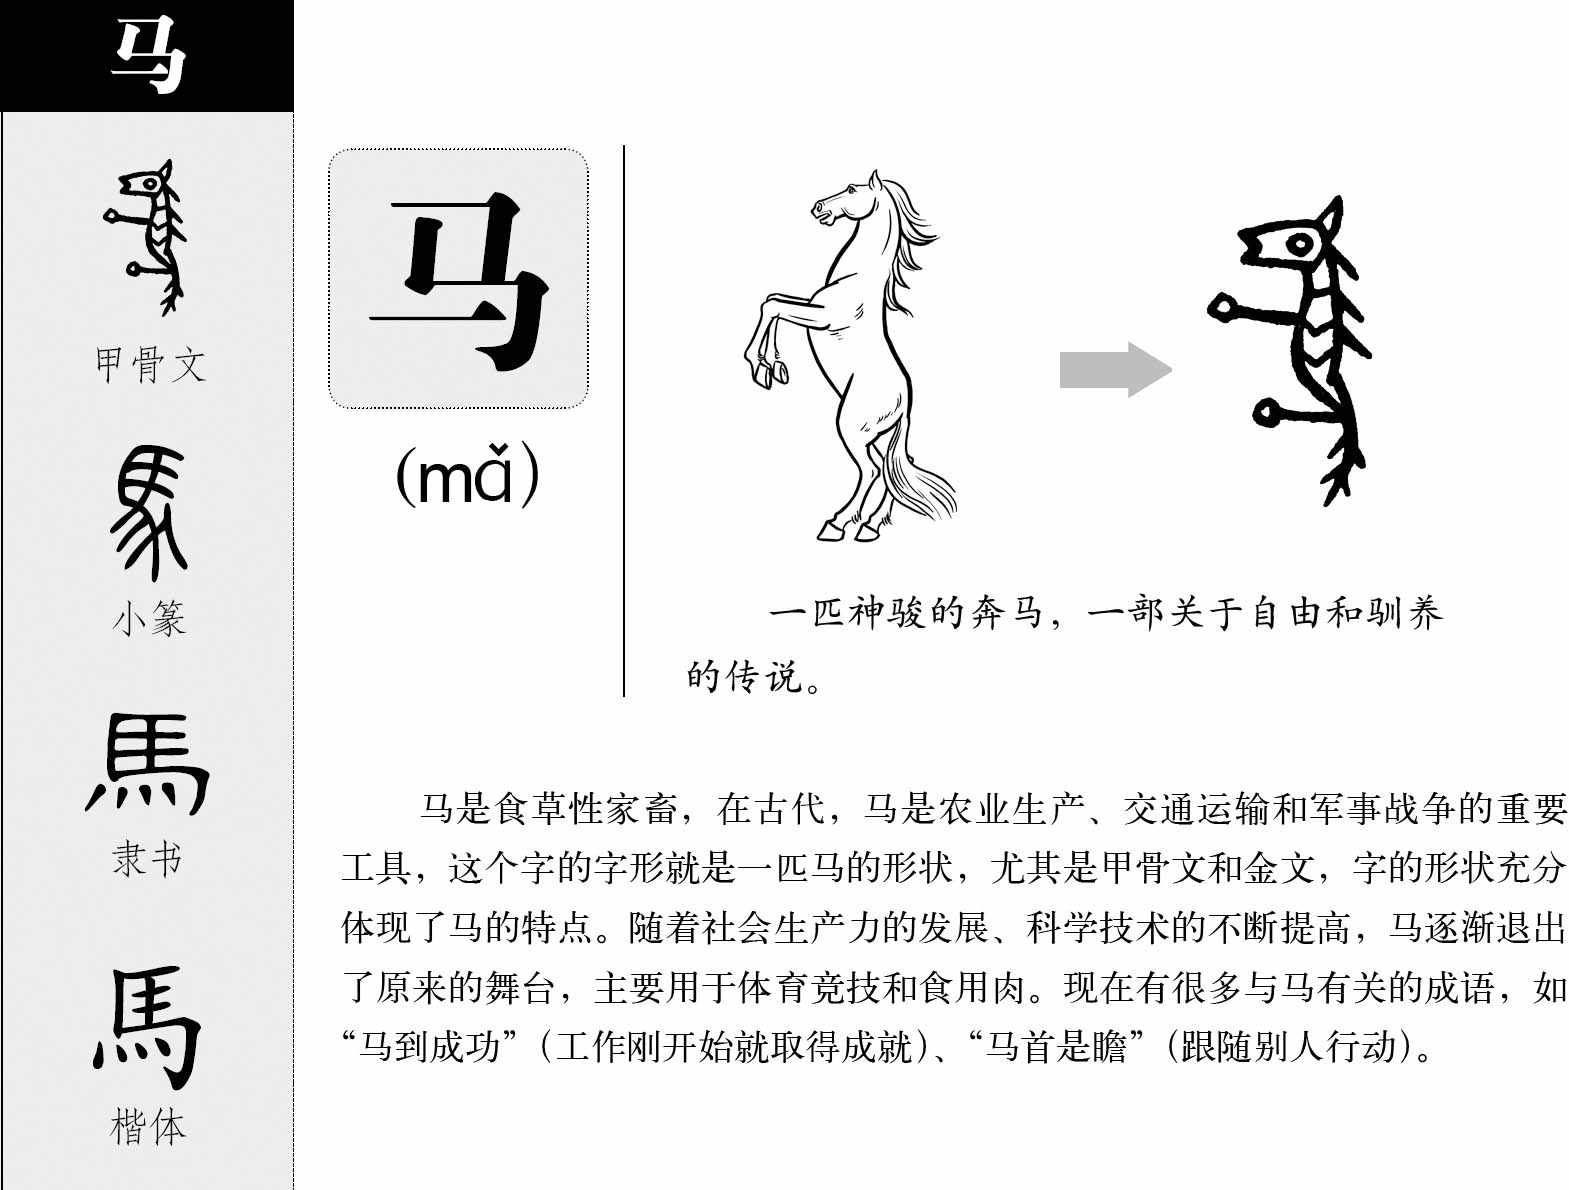 马
甲骨文
小篆
馬
隶书
馬
楷体
马
(mǎ)
一匹神骏的奔马，一部关于自由和驯养
的传说。
马是食草性家畜，在古代，马是农业生产、交通运输和军事战争的重要
工具，这个字的字形就是一匹马的形状，尤其是甲骨文和金文，字的形状充分
体现了马的特点。随着社会生产力的发展、科学技术的不断提高，马逐渐退出
了原来的舞台，主要用于体育竞技和食用肉。现在有很多与马有关的成语，如
“马到成功”（工作刚开始就取得成就）、“马首是瞻”（跟随别人行动）。